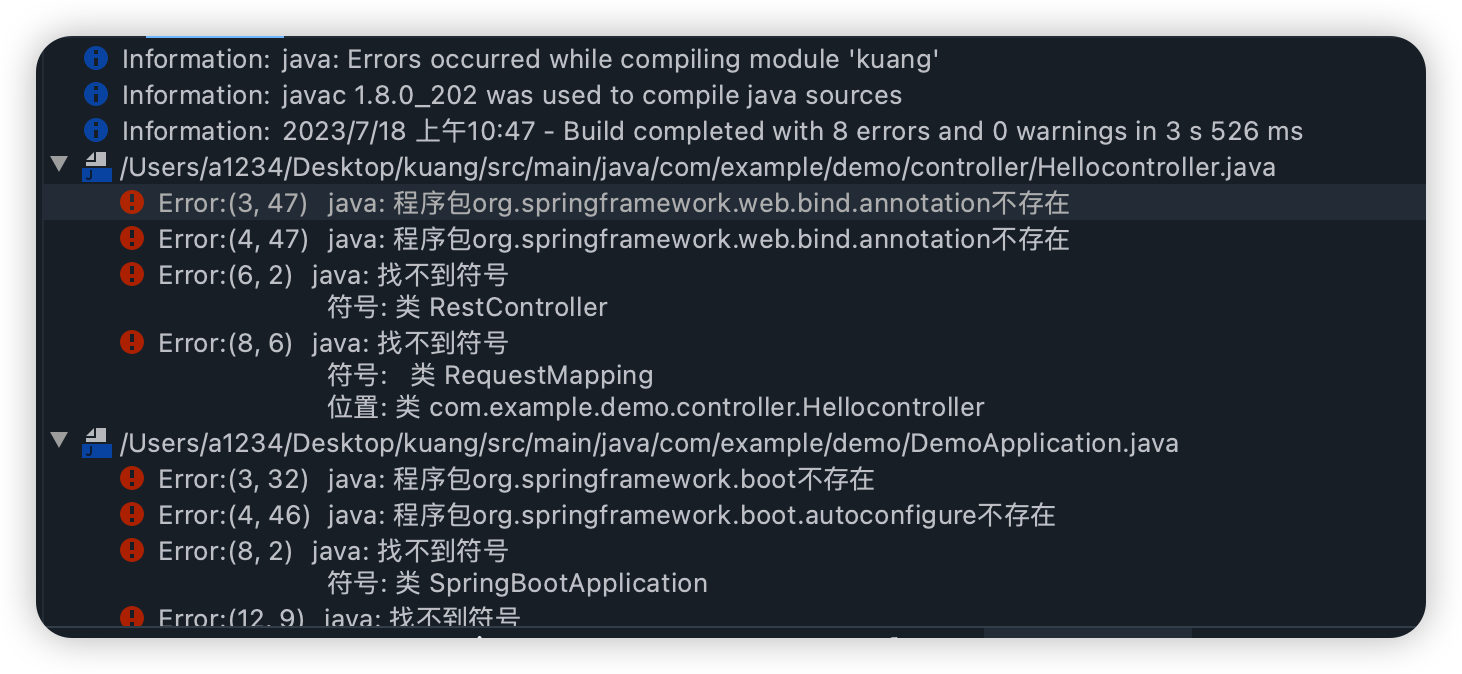 Information: java: Errors occurred while compiling module 'kuang'
Information: javac 1.8.0_202 was used to compile java sources
Information: 2023/7/18 上午10:47 - Build completed with 8 errors and 0 warnings in 3 s 526 ms
/Users/a1234/Desktop/kuang/src/main/java/com/example/demo/controller/Hellocontroller.java
Error:(3, 47) java: 程序包org.springframework.web.bind.annotation不存在
Error:(4, 47) java: 程序包org.springframework.web.bind.annotation不存在
Error:(6, 2) java: 找不到符号
符号: 类 RestController
Error:(8, 6) java: 找不到符号
符号: 类 RequestMapping
位置: 类 com.example.demo.controller.Hellocontroller
/Users/a1234/Desktop/kuang/src/main/java/com/example/demo/DemoApplication.java
Error:(3, 32) java: 程序包org.springframework.boot不存在
Error:(4, 46) java: 程序包org.springframework.boot.autoconfigure不存在
Error:(8, 2) java: 找不到符号
符号: 类 SpringBootApplication
Error:(12, 9) java: 找不到符号